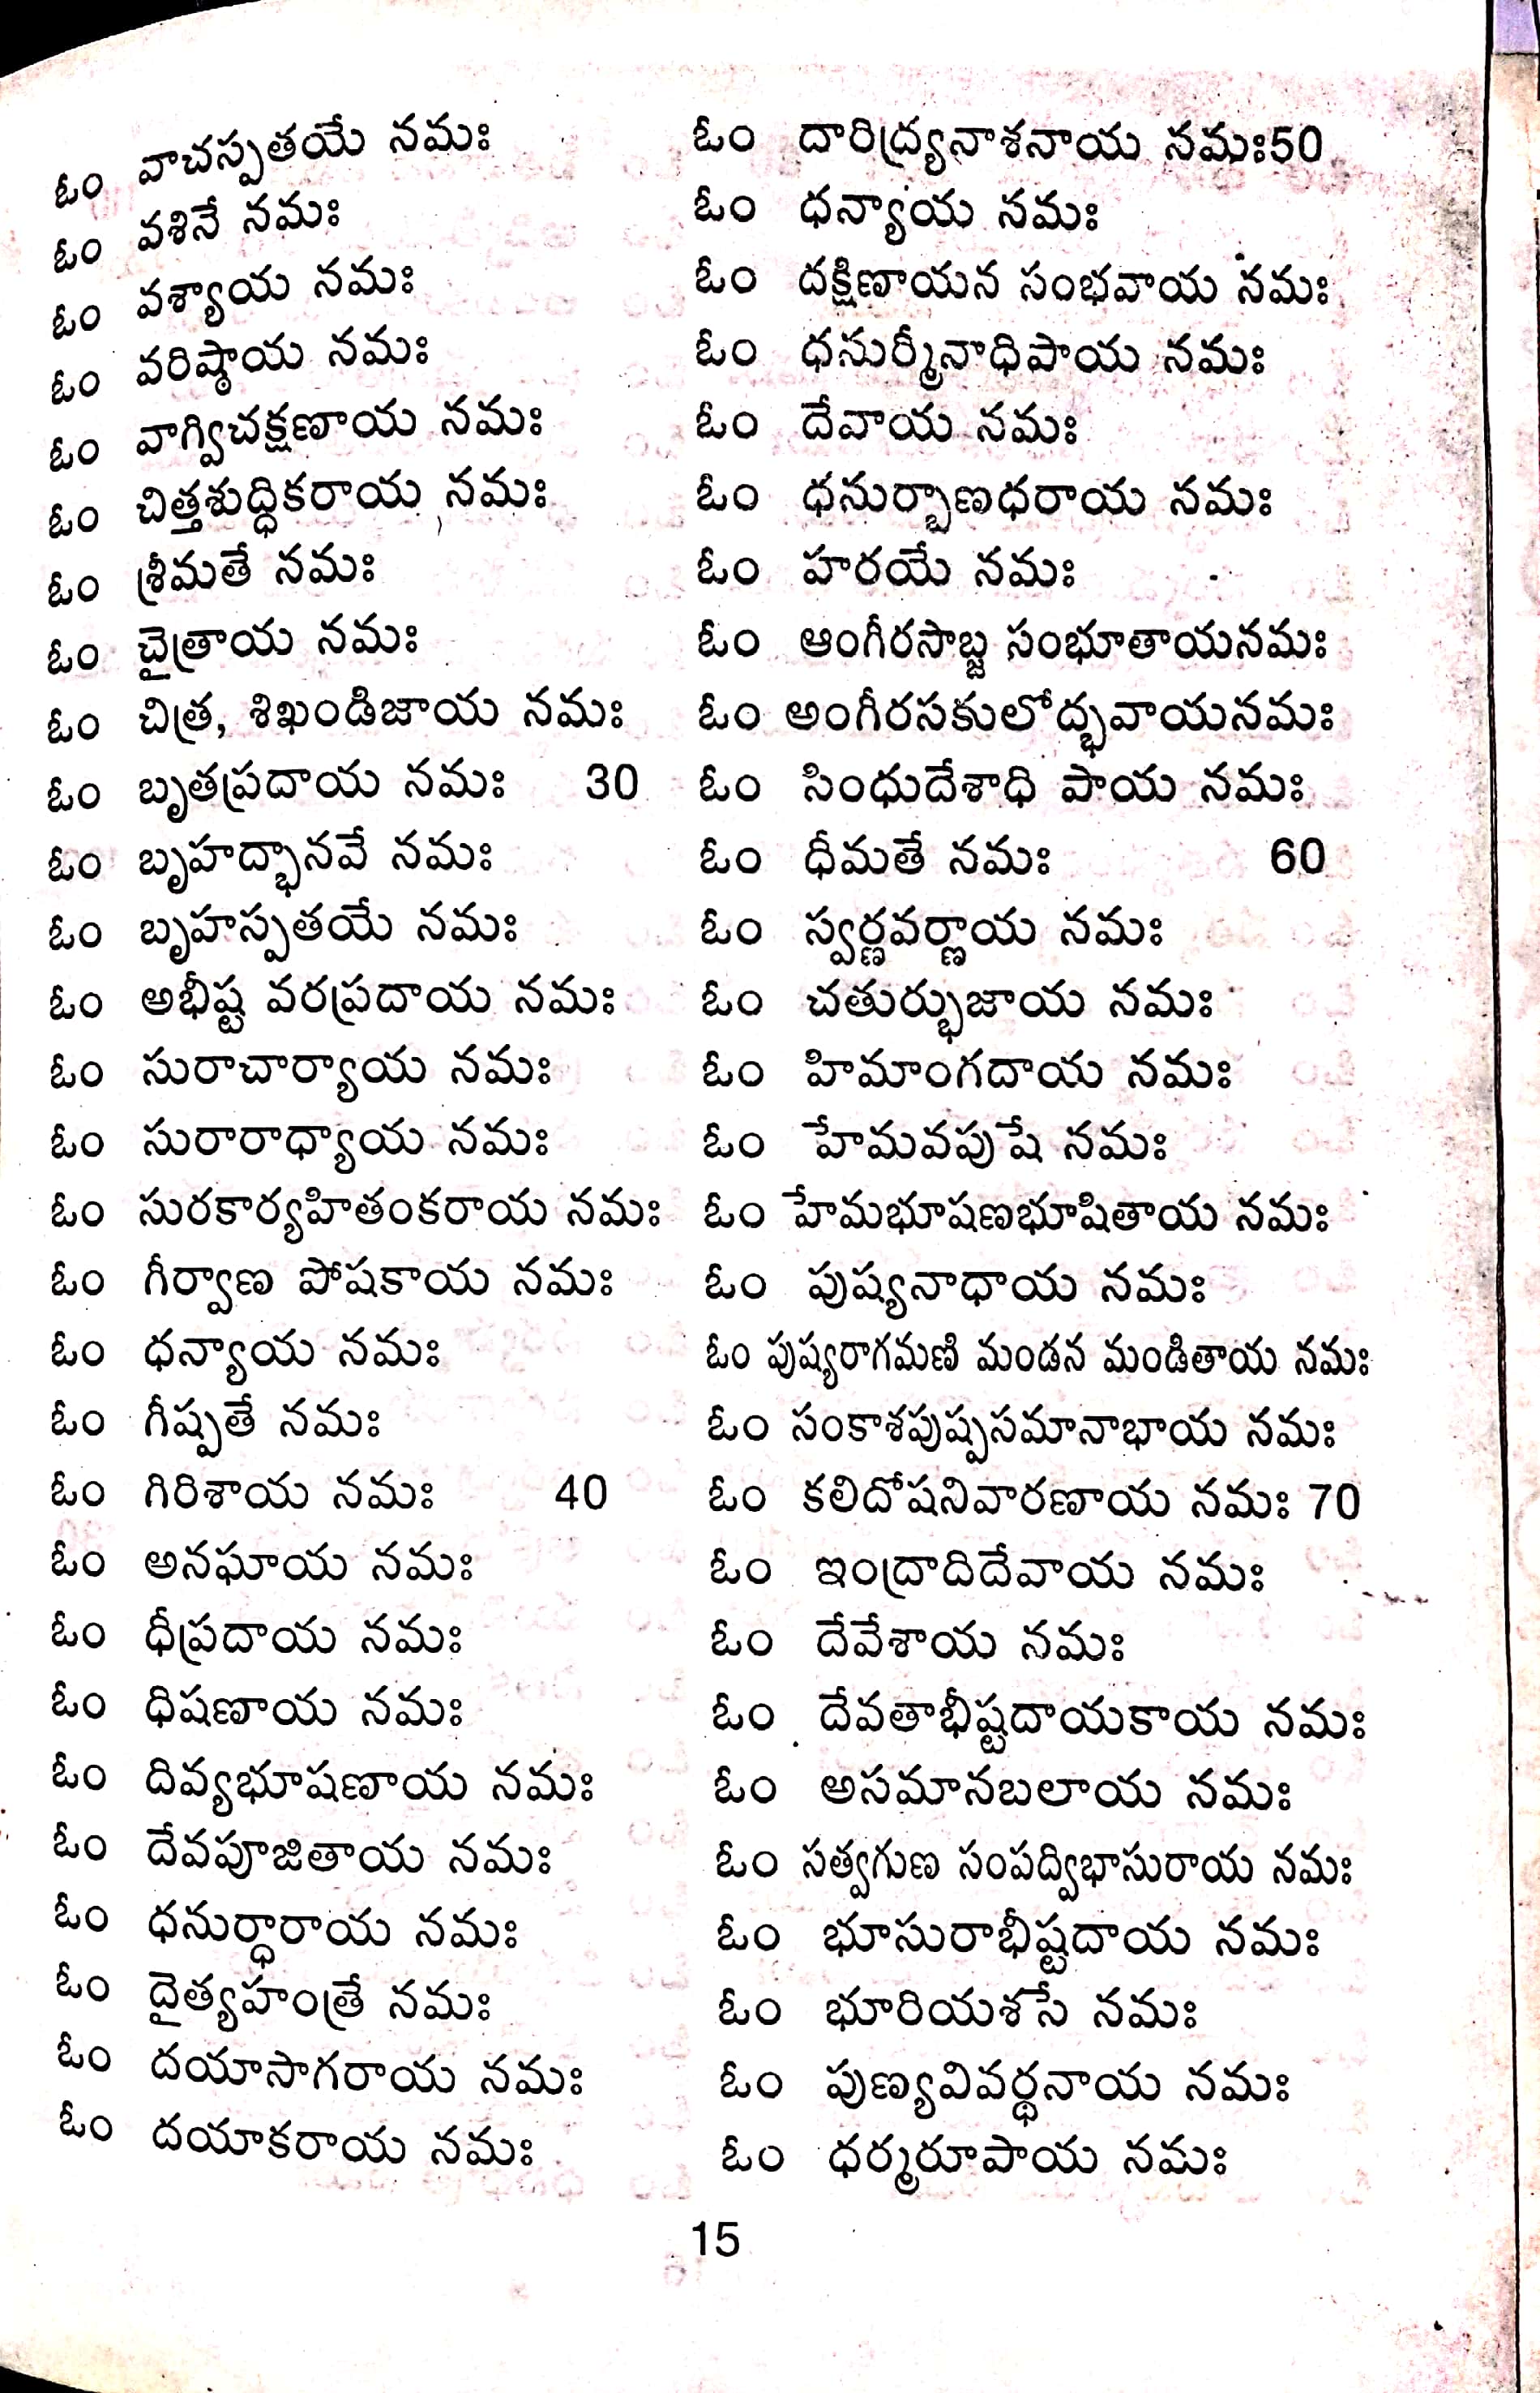 ఓం వాచస్పతయే నమః
ఓం వశినే నమః
ఓం వశ్యాయ నమః
ఓం వరిష్ఠాయ నమః
ఓం వాగ్విచక్షణాయ నమః
ఓం చిత్తశుద్ధికరాయ నమః
ఓం శ్రీమతే నమః
ఓం చైత్రాయ నమః
ఓం చిత్ర, శిఖండిజాయ నమః
ఓం బృతప్రదాయ నమః 30
ఓం బృహద్భానవే నమః
ఓం బృహస్పతయే నమః
ఓం అభీష్ట వరప్రదాయ నమః
ఓం సురాచార్యాయ నమః
ఓం సురారాధ్యాయ నమః
ఓం సురకార్యహితంకరాయ నమః
ఓం గీర్వాణ పోషకాయ నమః
ఓం ధన్యాయ నమః
ఓం గీష్పతే నమః
ఓం గిరిశాయ నమః 40
ఓం అనఘాయ నమః
ఓం ధీప్రదాయ నమః
ఓం ధిషణాయ నమః
ఓం దివ్యభూషణాయ నమః
ఓం దేవపూజితాయ నమః
ఓం ధనుర్ధారాయ నమః
ఓం దైత్యహంత్రే నమః
ఓం దయాసాగరాయ నమః
ఓం దయాకరాయ నమః
ఓం దారిద్ర్యనాశనాయ నమః50
ఓం ధన్యాయ నమః
ఓం దక్షిణాయన సంభవాయ నమః
ఓం ధనుర్మీనాధిపాయ నమః
ఓం దేవాయ నమః
ఓం ధనుర్బాణధరాయ నమః
ఓం హరయే నమః
ఓం ఆంగీరసాబ్జ సంభూతాయనమః
ఓం అంగీరసకులోద్భవాయనమః
ఓం సింధుదేశాధి పాయ నమః
ఓం ధీమతే నమః 60
ఓం స్వర్ణవర్ణాయ నమః
ఓం చతుర్భుజాయ నమః
ఓం హిమాంగదాయ నమః
ఓం హేమవపుషే నమః
ఓం హేమభూషణభూషితాయ నమః
ఓం పుష్యనాధాయ నమః
ఓం పుష్యరాగమణి మండన మండితాయ నమః
ఓం సంకాశపుష్పసమానాభాయ నమః
ఓం కలిదోషనివారణాయ నమః 70
ఓం ఇంద్రాదిదేవాయ నమః
ఓం దేవేశాయ నమః
ఓం దేవతాభీష్టదాయకాయ నమః
ఓం అసమానబలాయ నమః
ఓం సత్వగుణ సంపద్విభాసురాయ నమః
ఓం భూసురాభీష్టదాయ నమః
ఓం భూరియశసే నమః
ఓం పుణ్యవివర్థనాయ నమః
ఓం ధర్మరూపాయ నమః
15